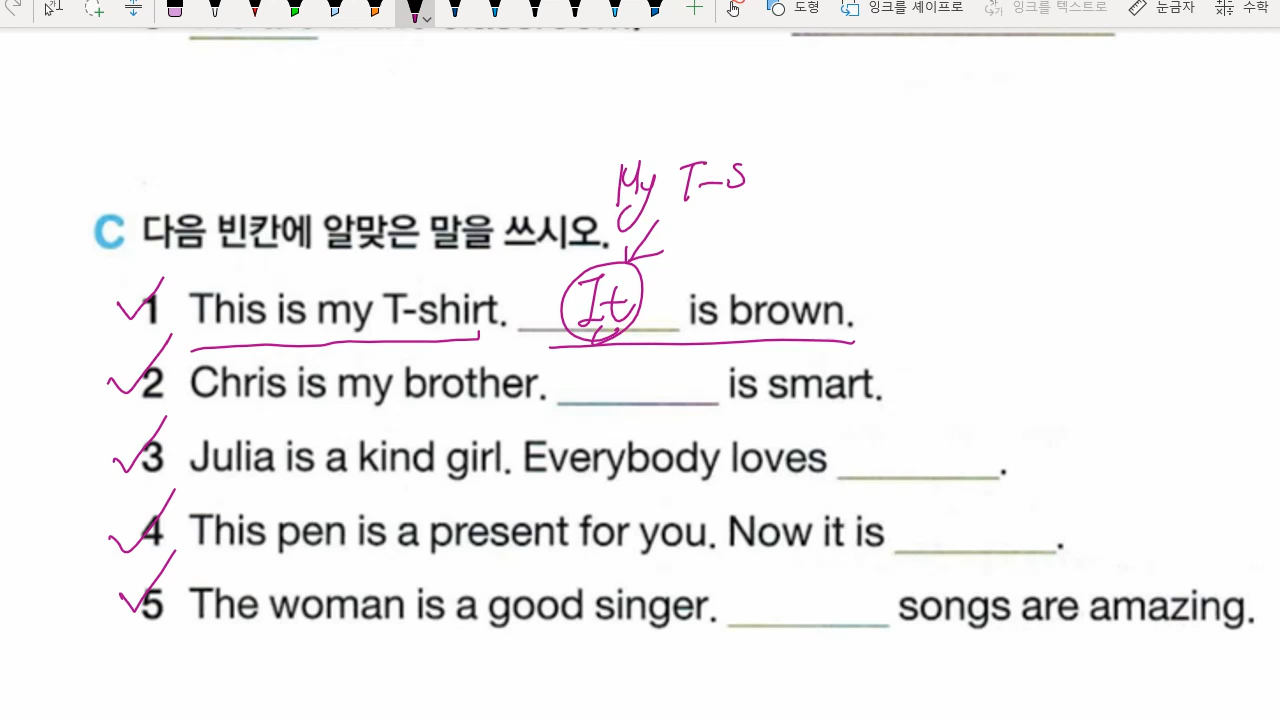 도형 잉크를 셰이프로 잉크를 텍스트로 눈금자 수학
My T-S
C 다음 빈칸에 알맞은 말을 쓰시오.
1 This is my T-shirt. It is brown.
2 Chris is my brother. ________ is smart.
3 Julia is a kind girl. Everybody loves ________.
4 This pen is a present for you. Now it is ________.
5 The woman is a good singer. ________ songs are amazing.